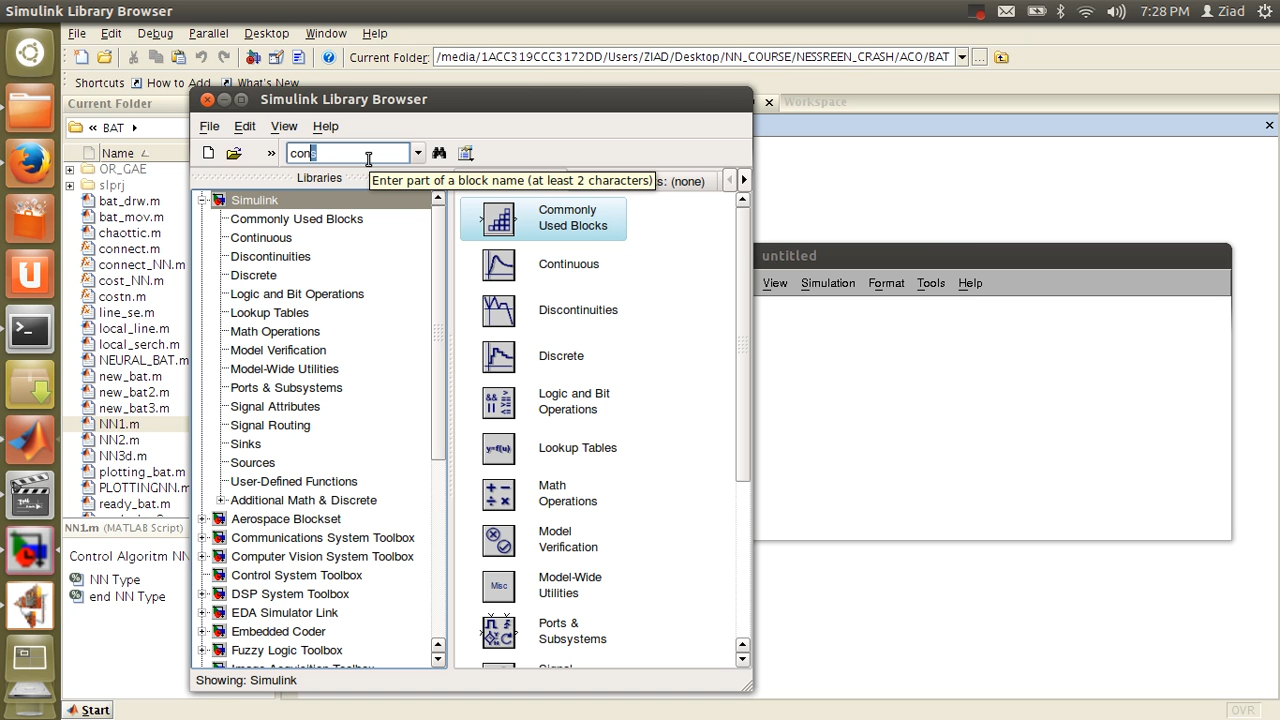 Simulink Library Browser
7:28 PM Ziad
File Edit Debug Parallel Desktop Window Help
Current Folder: /media/1ACC319CCC3172DD/Users/ZIAD/Desktop/NN_COURSE/NESSREEN_CRASH/ACO/BAT ...
Shortcuts How to Add What's New
Current Folder
Workspace
« BAT
Name
OR_GAE
slprj
bat_drw.m
bat_mov.m
chaottic.m
connect.m
connect_NN.m
cost_NN.m
costn.m
line_se.m
local_line.m
local_serch.m
NEURAL_BAT.m
new_bat.m
new_bat2.m
new_bat3.m
NN1.m
NN2.m
NN3d.m
plotting_bat.m
PLOTTINGNN.m
ready_bat.m
NN1.m (MATLAB Script)
Control Algoritm NN
NN Type
end NN Type
Start
OVR
Simulink Library Browser
File Edit View Help
» cons
Libraries
Enter part of a block name (at least 2 characters)
s: (none)
Simulink
Commonly Used Blocks
Continuous
Discontinuities
Discrete
Logic and Bit Operations
Lookup Tables
Math Operations
Model Verification
Model-Wide Utilities
Ports & Subsystems
Signal Attributes
Signal Routing
Sinks
Sources
User-Defined Functions
Additional Math & Discrete
Aerospace Blockset
Communications System Toolbox
Computer Vision System Toolbox
Control System Toolbox
DSP System Toolbox
EDA Simulator Link
Embedded Coder
Fuzzy Logic Toolbox
Image Acquisition Toolbox
Commonly
Used Blocks
Continuous
Discontinuities
Discrete
Logic and Bit
Operations
&& >=
|| <=
Lookup Tables
y=f(u)
Math
Operations
Model
Verification
Model-Wide
Utilities
Misc
Ports &
Subsystems
Signal
Showing: Simulink
untitled
View Simulation Format Tools Help